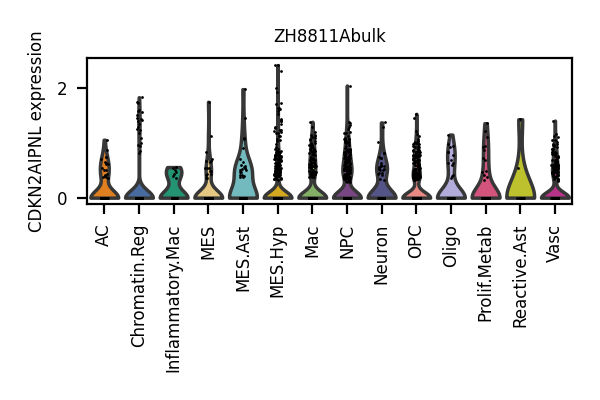 ZH8811Abulk
CDKN2AIPNL expression
2
0
AC
Chromatin.Reg
Inflammatory.Mac
MES
MES.Ast
MES.Hyp
Mac
NPC
Neuron
OPC
Oligo
Prolif.Metab
Reactive.Ast
Vasc